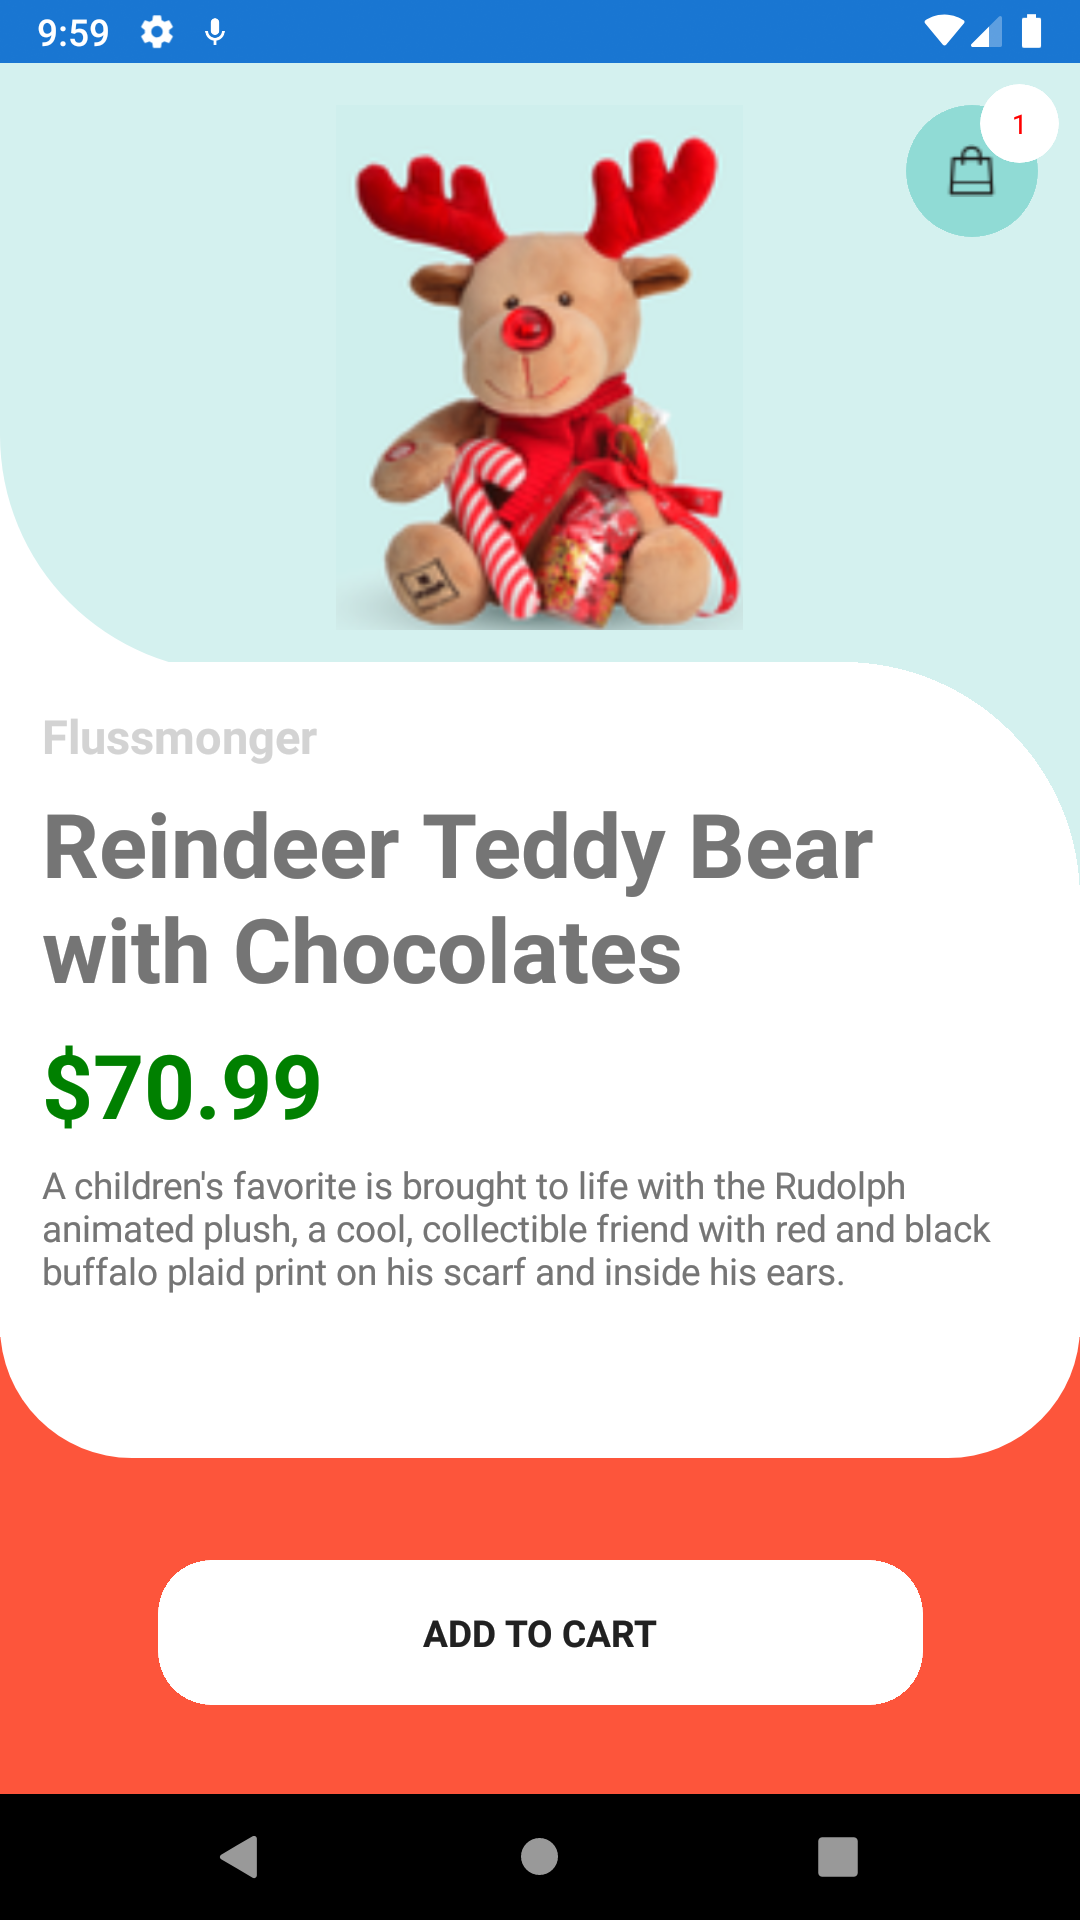 9:59
1
Flussmonger
Reindeer Teddy Bear
with Chocolates
$70.99
A children's favorite is brought to life with the Rudolph
animated plush, a cool, collectible friend with red and black
buffalo plaid print on his scarf and inside his ears.
ADD TO CART